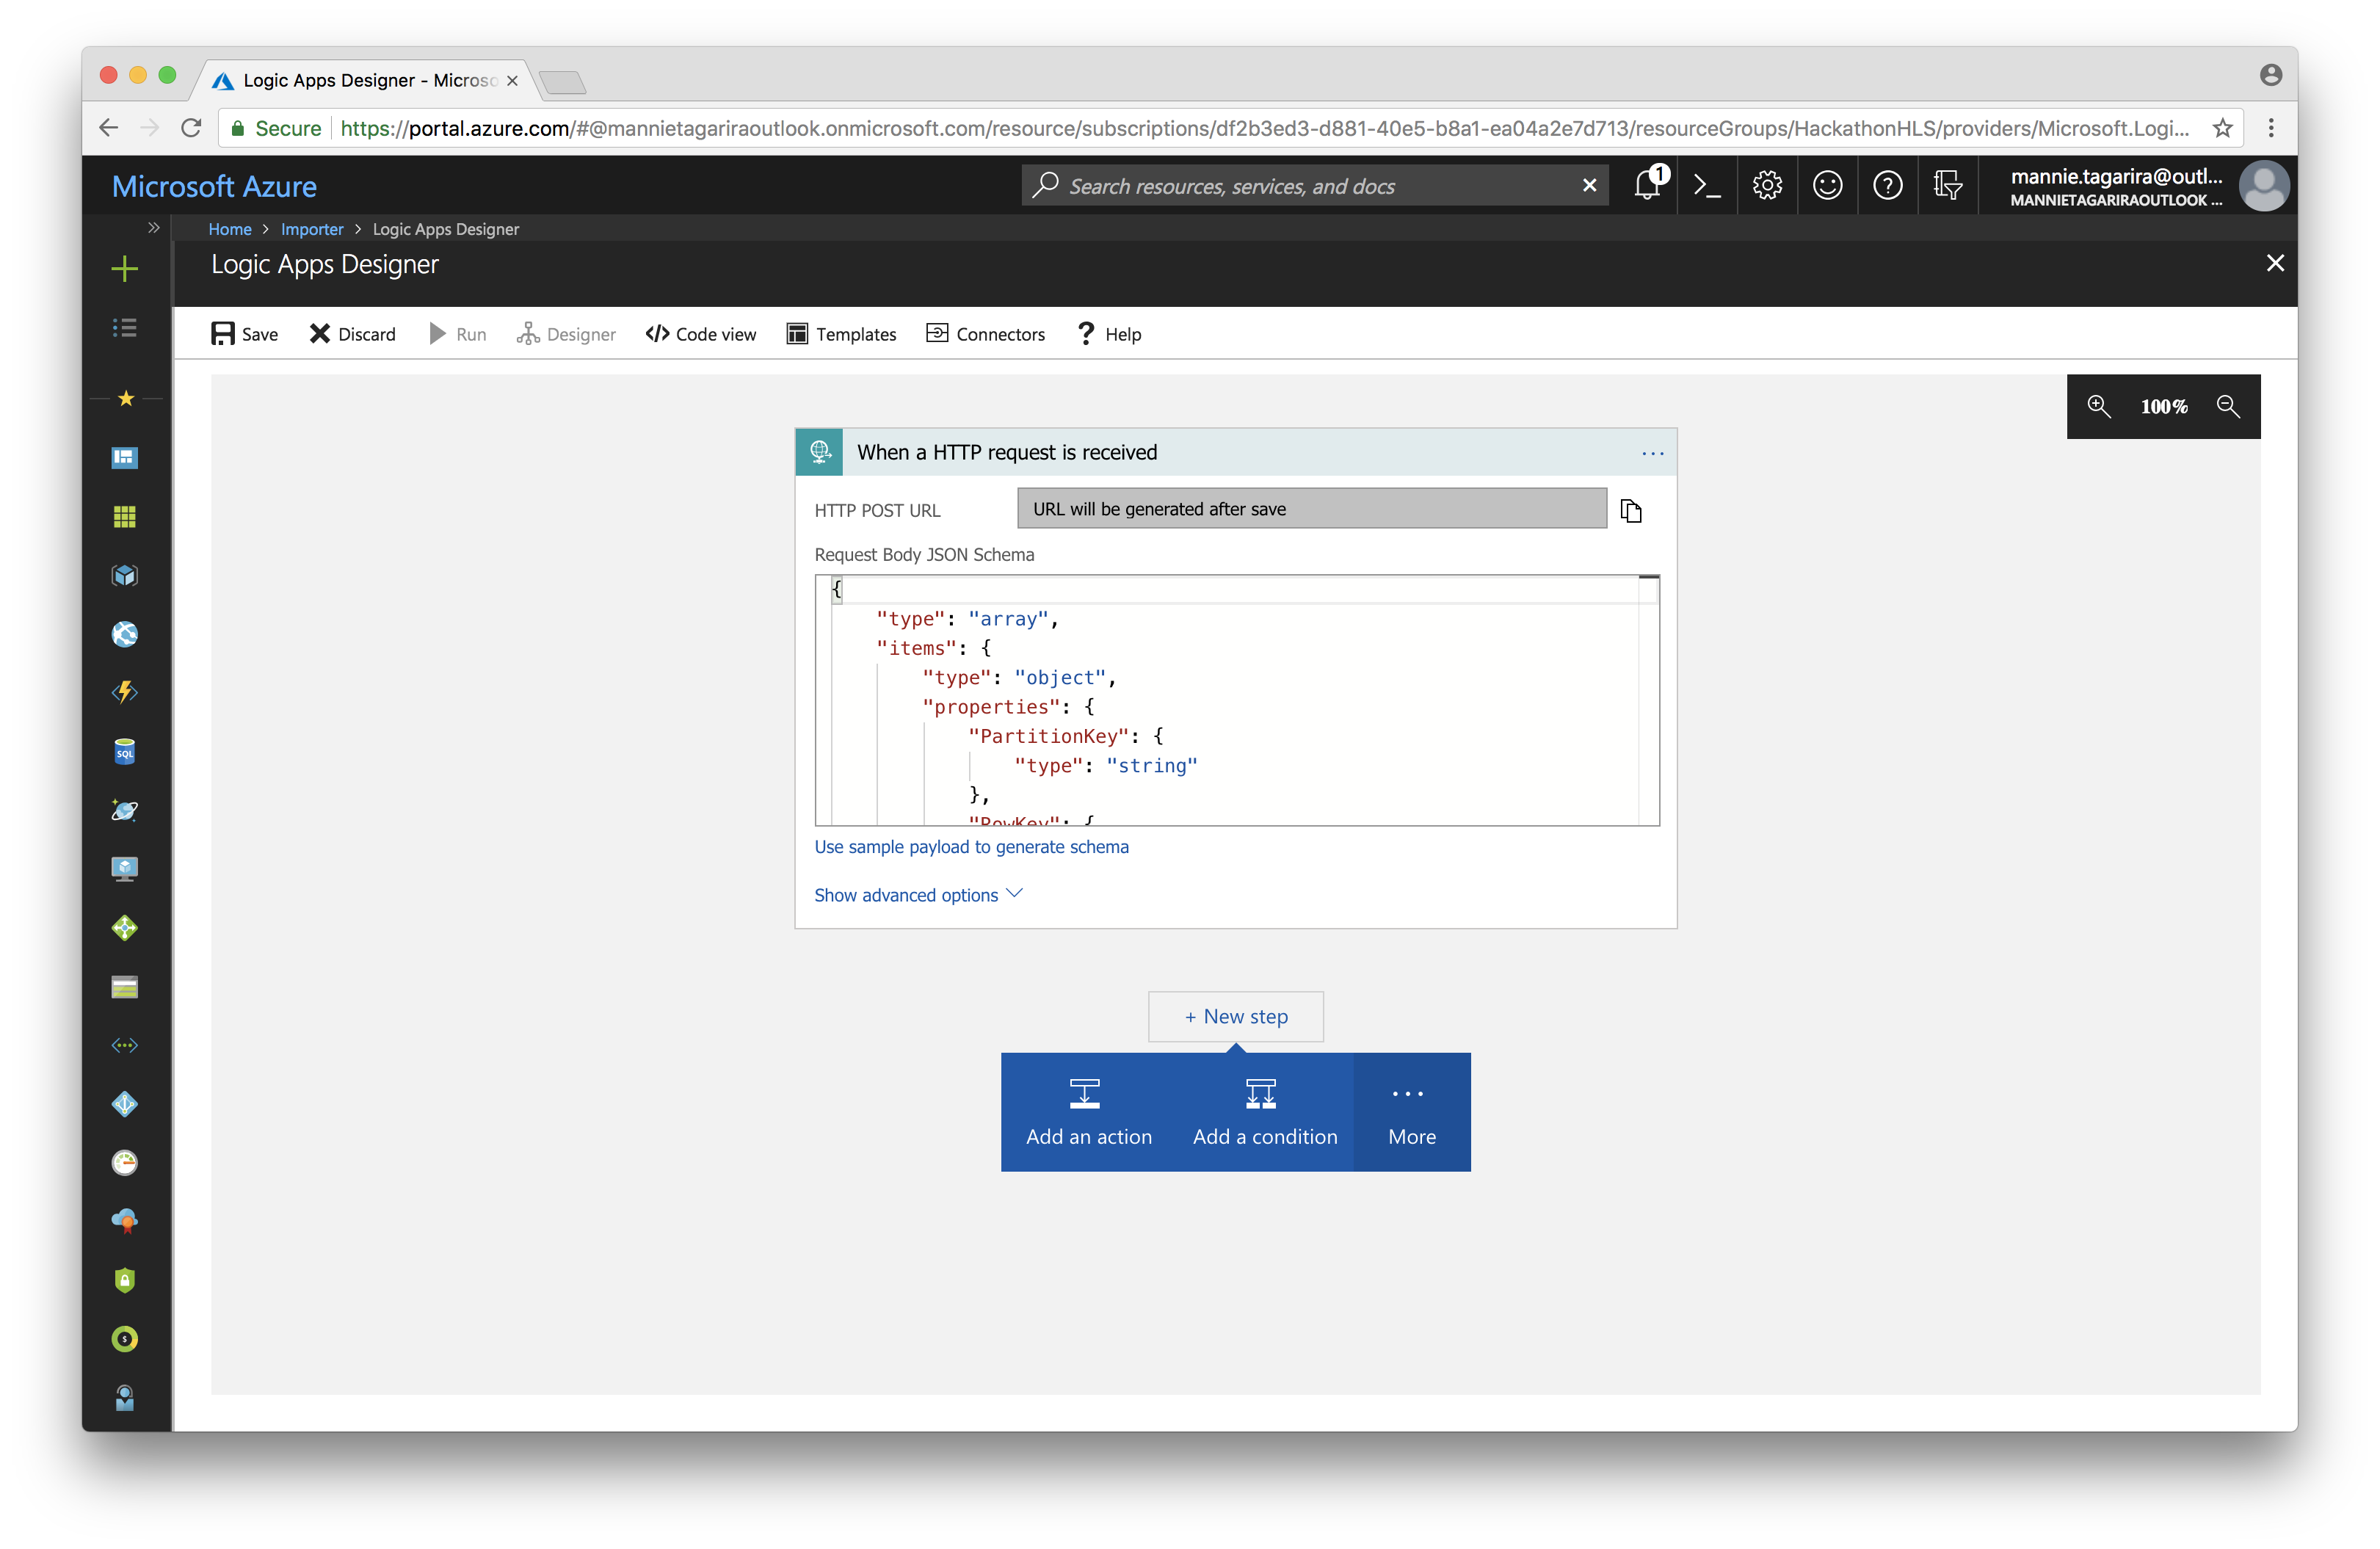 Logic Apps Designer - Microso
Secure https://portal.azure.com/#@mannietagariraoutlook.onmicrosoft.com/resource/subscriptions/df2b3ed3-d881-40e5-b8a1-ea04a2e7d713/resourceGroups/HackathonHLS/providers/Microsoft.Logi...
Microsoft Azure
Search resources, services, and docs
1
mannie.tagarira@outl...
MANNIETAGARIRAOUTLOOK ...
Home > Importer > Logic Apps Designer
Logic Apps Designer
Save Discard Run Designer Code view Templates Connectors ? Help
100%
When a HTTP request is received
HTTP POST URL URL will be generated after save
Request Body JSON Schema
{
"type": "array",
"items": {
"type": "object",
"properties": {
"PartitionKey": {
"type": "string"
},
"RowKey": {
Use sample payload to generate schema
Show advanced options
+ New step
Add an action Add a condition More
SQL